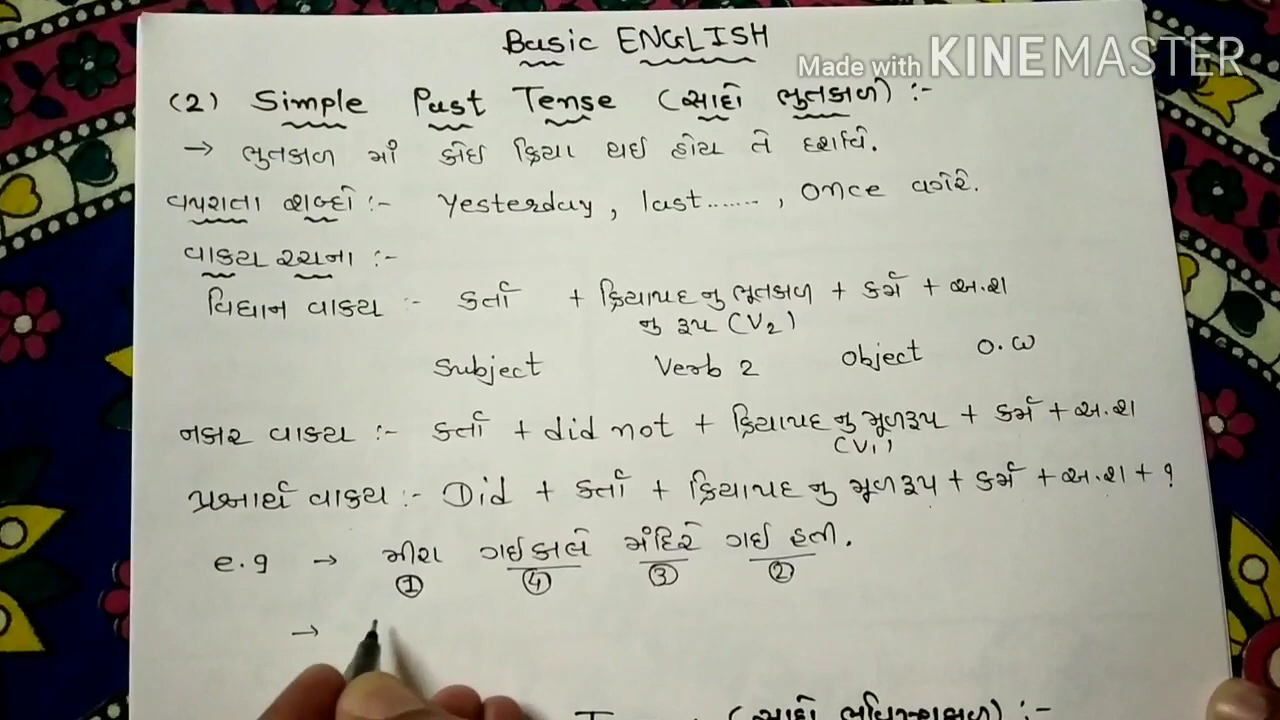 Basic ENGLISH
Made with KINEMASTER
(2) Simple Past Tense (સાદો ભુતકાળ) :-
→ ભુતકાળ માં કોઈ ક્રિયા થઈ હોય તે દર્શાવે.
વપરાતા શબ્દો :- Yesterday, last......., Once વગેરે.
વાક્ય રચના :-
વિધાન વાક્ય :- કર્તા + ક્રિયાપદ નુ ભૂતકાળ + કર્મ + અ.શ
નુ રૂપ (V2)
Subject Verb 2 Object O.W
નકાર વાક્ય :- કર્તા + did not + ક્રિયાપદ નુ મૂળરૂપ + કર્મ + અ.શ
(V1)
પ્રશ્નાર્થ વાક્ય :- Did + કર્તા + ક્રિયાપદ નુ મૂળરૂપ + કર્મ + અ.શ + ?
e.g → મીરા ગઈકાલે મંદિરે ગઈ હતી.
① ④ ③ ②
→
(સાદો ભવિષ્યકાળ) :-